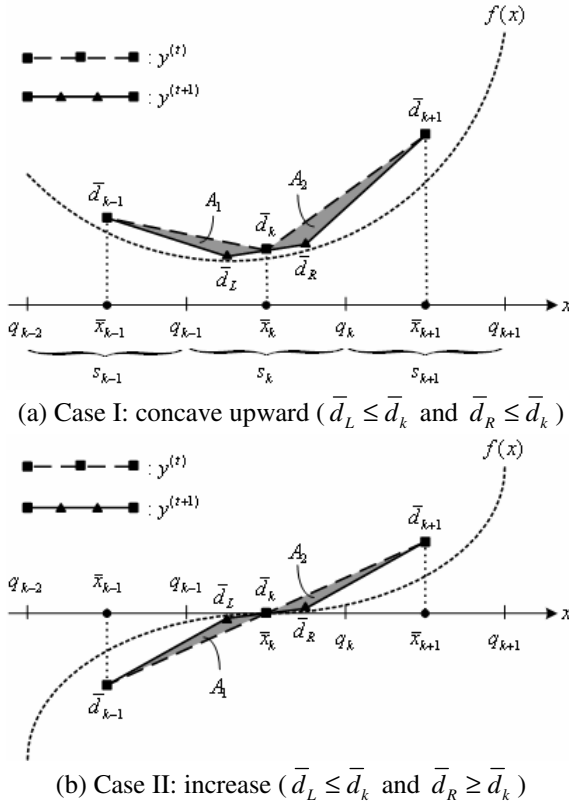 f(x)
: y^(t)
: y^(t+1)
d̄_{k+1}
d̄_{k-1}
A_1
A_2
d̄_k
d̄_L
d̄_R
x
q_{k-2} x̄_{k-1} q_{k-1} x̄_k q_k x̄_{k+1} q_{k+1}
s_{k-1} s_k s_{k+1}
(a) Case I: concave upward ( d̄_L ≤ d̄_k and d̄_R ≤ d̄_k )
f(x)
: y^(t)
: y^(t+1)
d̄_{k+1}
A_2
q_{k-2} x̄_{k-1} q_{k-1} d̄_L d̄_k
x
x̄_k d̄_R q_k x̄_{k+1} q_{k+1}
d̄_{k-1}
A_1
(b) Case II: increase ( d̄_L ≤ d̄_k and d̄_R ≥ d̄_k )